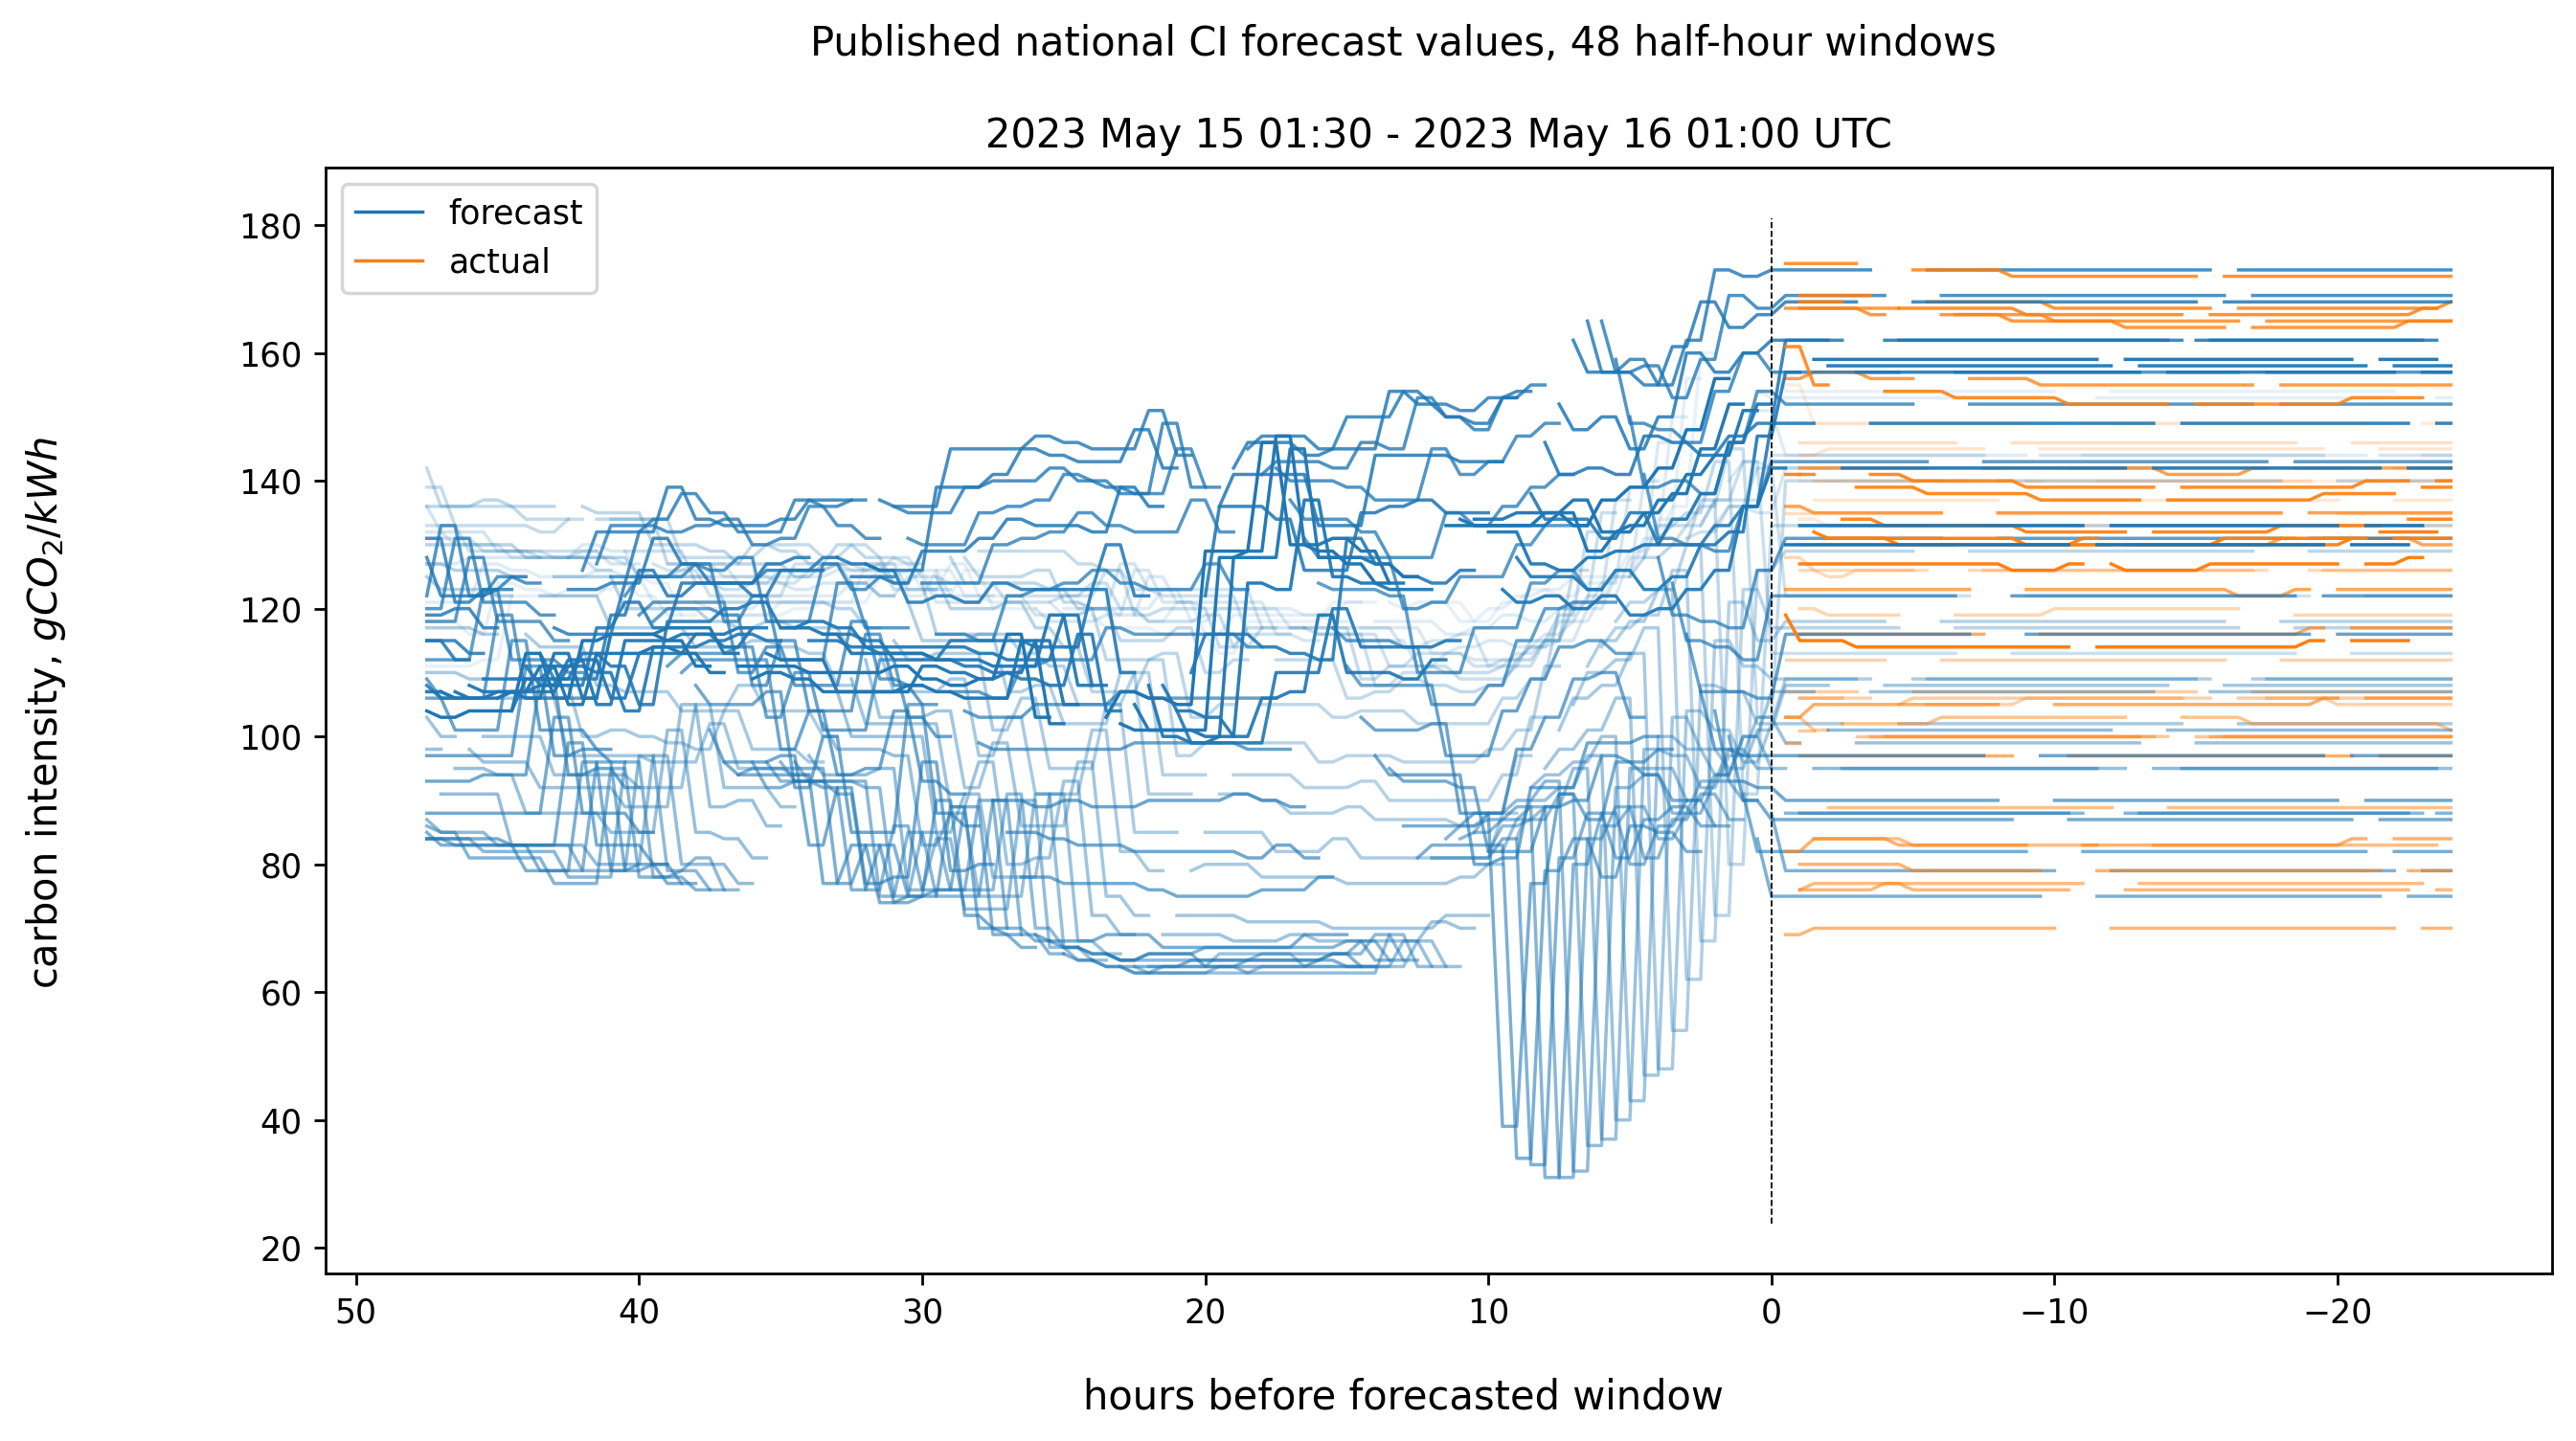 Published national CI forecast values, 48 half-hour windows
2023 May 15 01:30 - 2023 May 16 01:00 UTC
forecast
actual
carbon intensity, gCO₂/kWh
180
160
140
120
100
80
60
40
20
50 40 30 20 10 0 −10 −20
hours before forecasted window